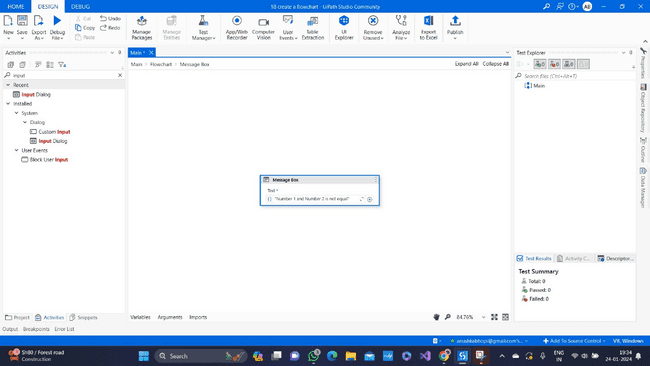 HOME DESIGN DEBUG YB create a flowchart - UiPath Studio Community AB
New Save Export As Debug File Cut Copy Paste Undo Redo Manage Packages Manage Entities Test Manager App/Web Recorder Computer Vision User Events Table Extraction UI Explorer Remove Unused Analyze File Export to Excel Publish
Activities
input
Recent
Input Dialog
Installed
System
Dialog
Custom Input
Input Dialog
User Events
Block User Input
Project Activities Snippets
Main *
Main > Flowchart > Message Box Expand All Collapse All
Message Box
Text *
"Number 1 and Number 2 is not equal"
Variables Arguments Imports 84.76%
Test Explorer
Search tests (Ctrl+Alt+T)
Main
Test Results Activity C... Descriptor...
Test Summary
Total: 0
Passed: 0
Failed: 0
Properties
Object Repository
Outline
Data Manager
Output Breakpoints Error List
Add To Source Control VB, Windows
SH80 / Forest road
Construction
Search
ENG
IN
19:34
24-01-2024